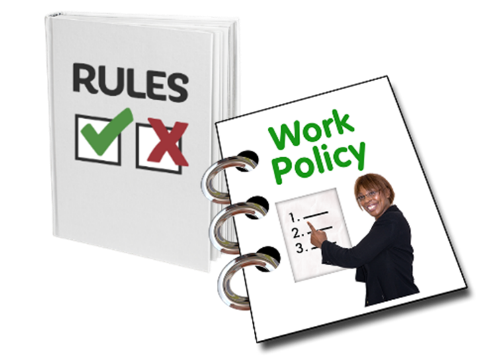 RULES
Work
Policy
1.
2.
3.